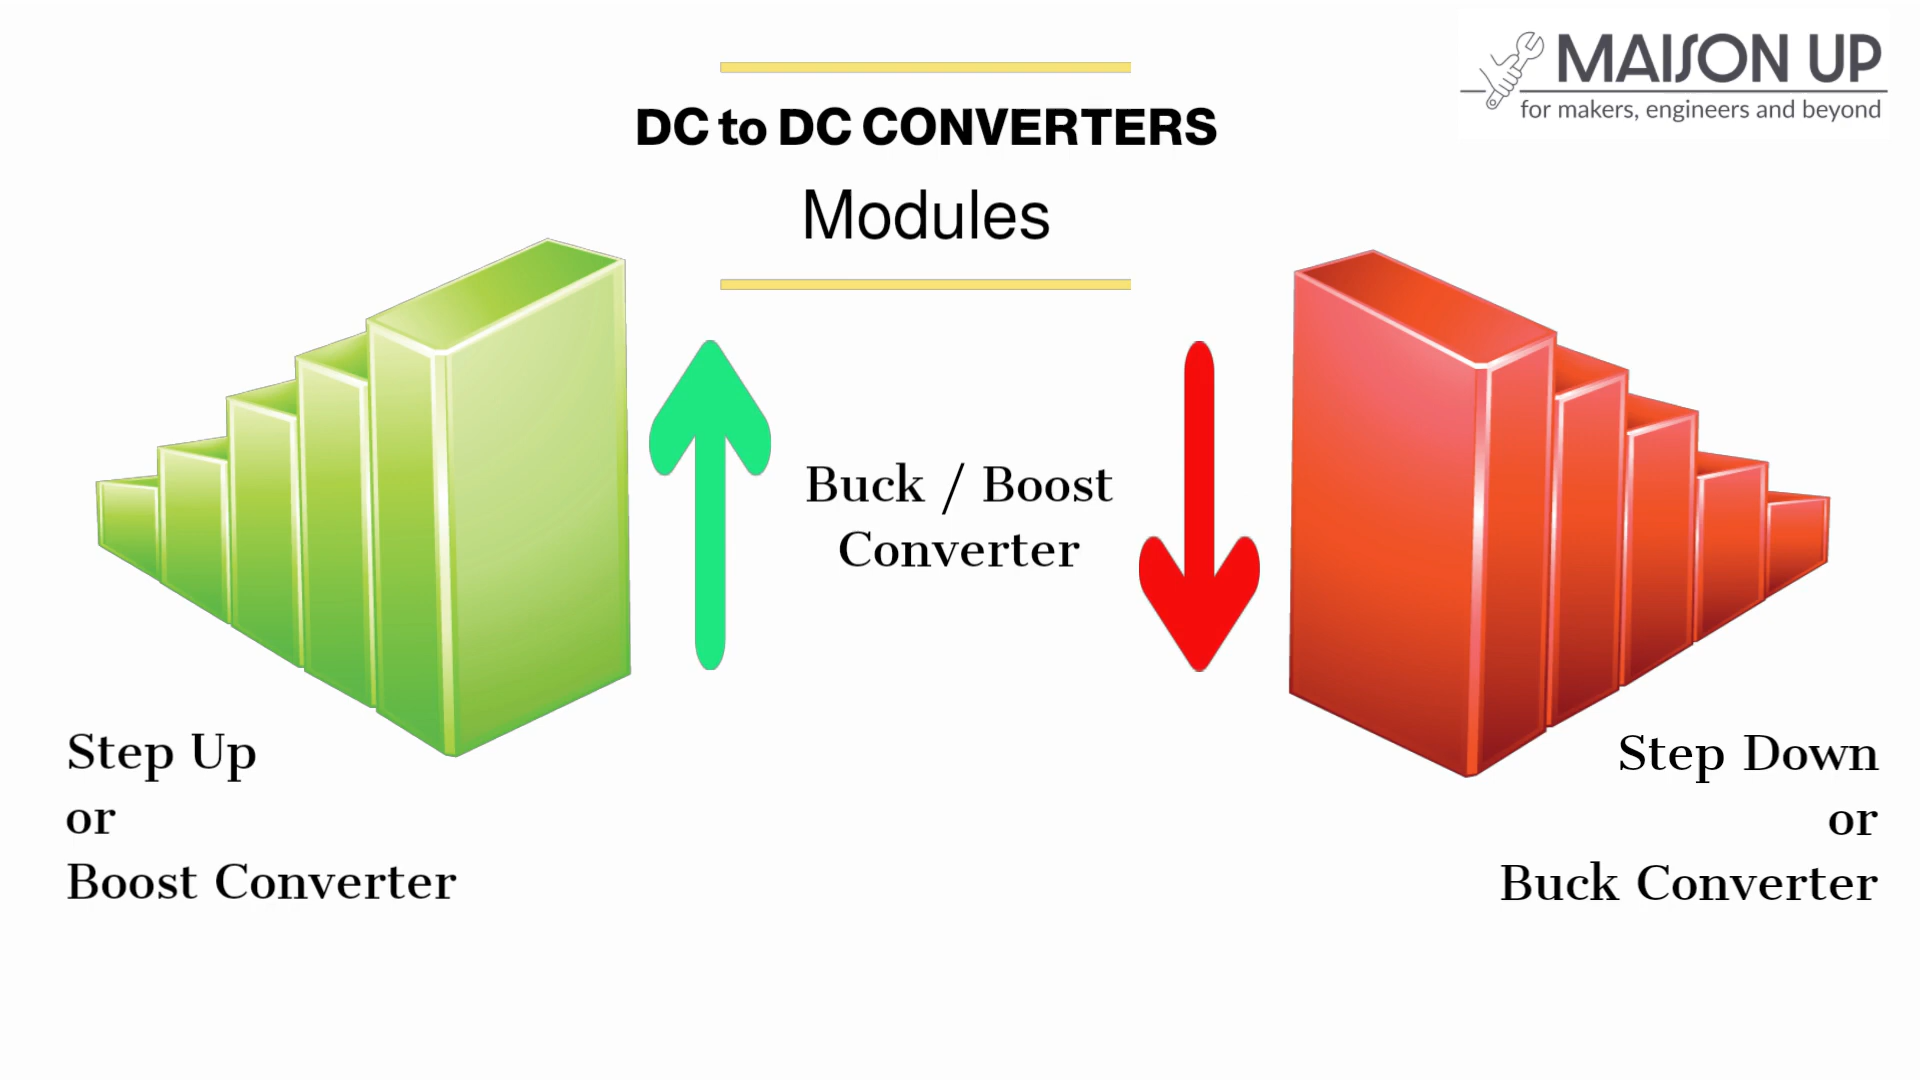 MAISON UP
for makers, engineers and beyond
DC to DC CONVERTERS
Modules
Buck / Boost
Converter
Step Up
or
Boost Converter
Step Down
or
Buck Converter